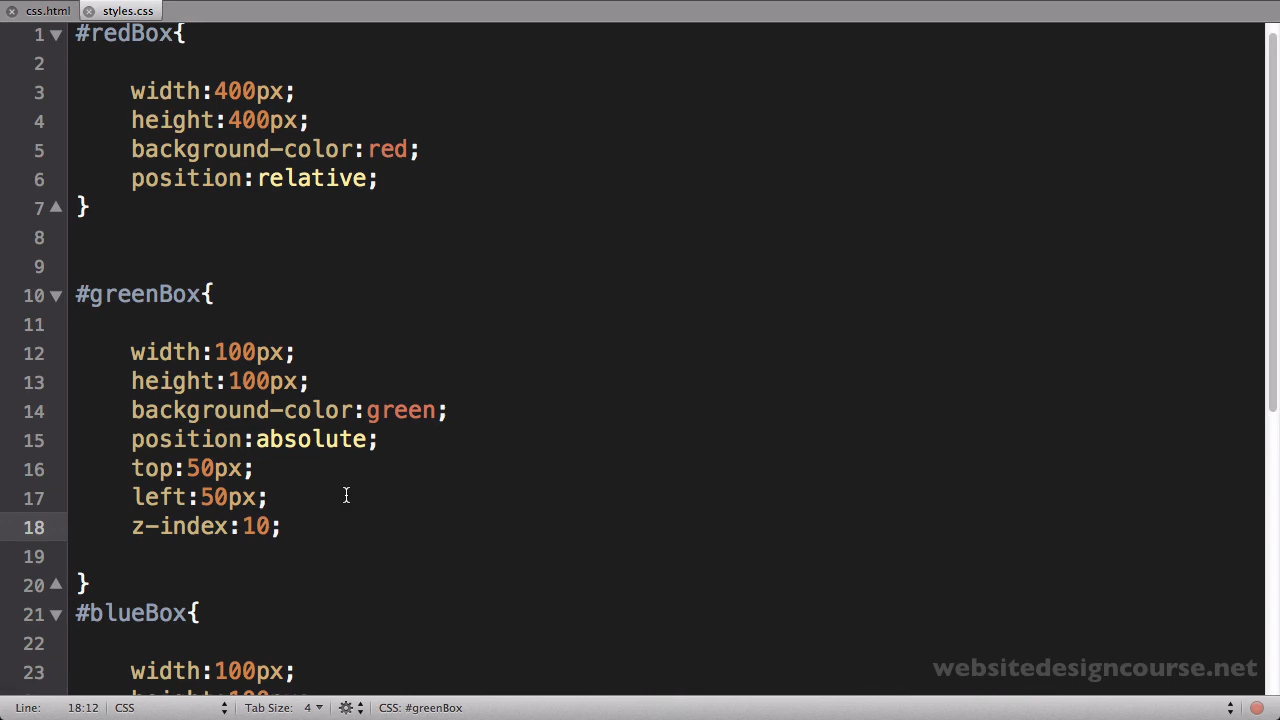 css.html styles.css
1 #redBox{
2
3 width:400px;
4 height:400px;
5 background-color:red;
6 position:relative;
7 }
8
9
10 #greenBox{
11
12 width:100px;
13 height:100px;
14 background-color:green;
15 position:absolute;
16 top:50px;
17 left:50px;
18 z-index:10;
19
20 }
21 #blueBox{
22
23 width:100px;
websitedesigncourse.net
Line: 18:12 CSS Tab Size: 4 CSS: #greenBox